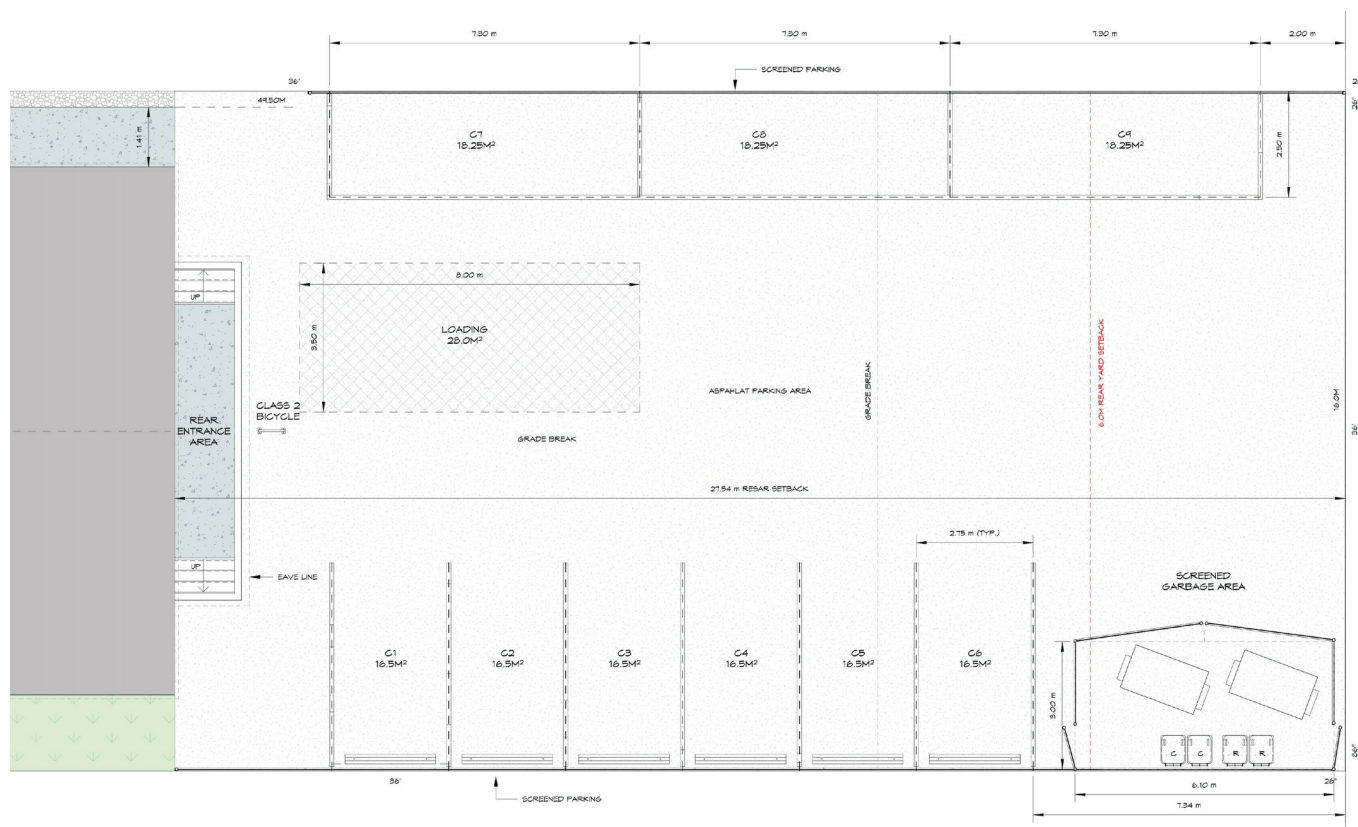 7.30 m
7.30 m
7.30 m
2.00 m
SCREENED PARKING
36"
49.50M
26"
1.41 m
C7
18.25M²
C8
18.25M²
C9
18.25M²
2.50 m
UP
8.00 m
3.50 m
LOADING
28.0M²
6.0M REAR YARD SETBACK
GRADE BREAK
ASPAHLAT PARKING AREA
16.0M
CLASS 2
BICYCLE
REAR
ENTRANCE
AREA
GRADE BREAK
36"
27.54 m RESAR SETBACK
2.75 m (TYP.)
UP
EAVE LINE
SCREENED
GARBAGE AREA
C1
16.5M²
C2
16.5M²
C3
16.5M²
C4
16.5M²
C5
16.5M²
C6
16.5M²
3.00 m
C
C
R
R
36"
26"
36"
6.10 m
SCREENED PARKING
7.34 m